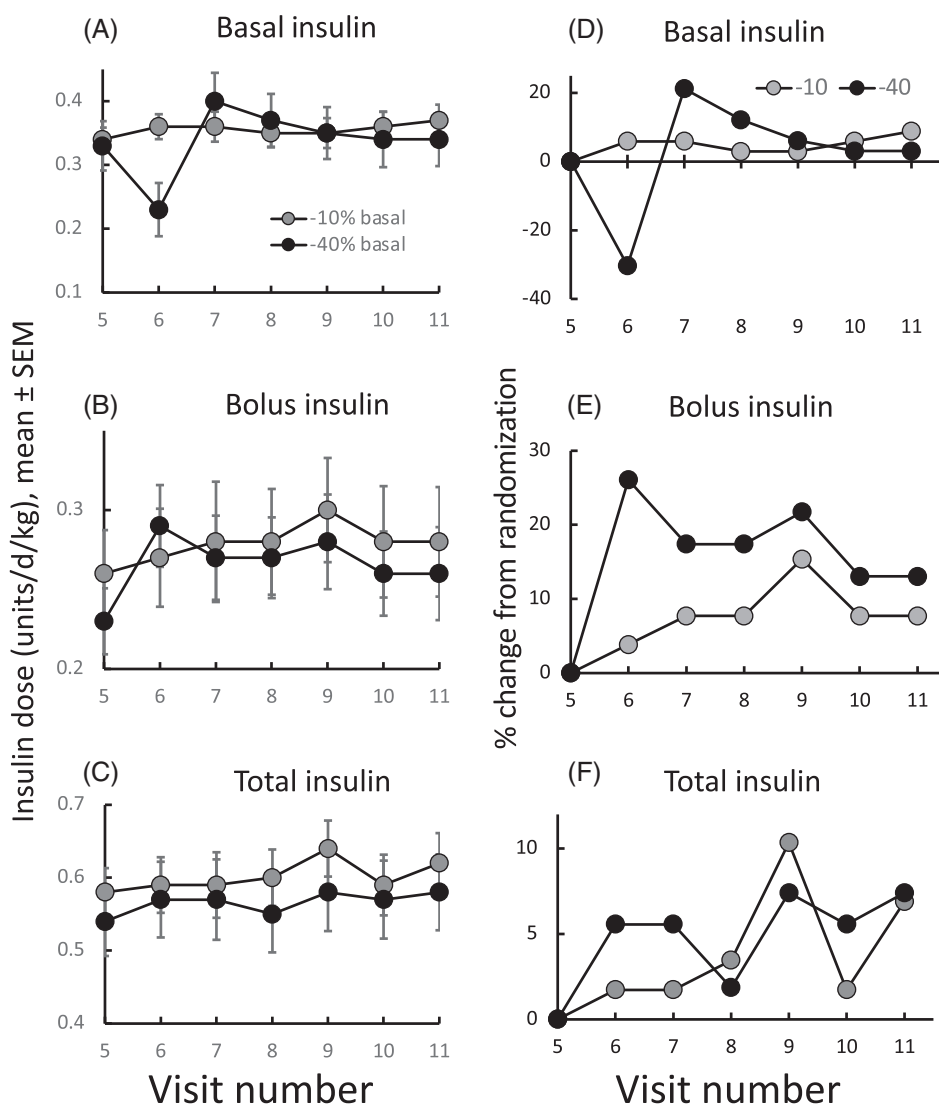 (A) Basal insulin
0.4
0.3
0.2
0.1
-10% basal
-40% basal
5 6 7 8 9 10 11
(B) Bolus insulin
0.3
0.2
5 6 7 8 9 10 11
(C) Total insulin
0.7
0.6
0.5
0.4
5 6 7 8 9 10 11
Visit number
Insulin dose (units/d/kg), mean ± SEM
(D) Basal insulin
-10 -40
20
0
-20
-40
5 6 7 8 9 10 11
(E) Bolus insulin
30
20
10
0
5 6 7 8 9 10 11
(F) Total insulin
10
5
0
5 6 7 8 9 10 11
Visit number
% change from randomization